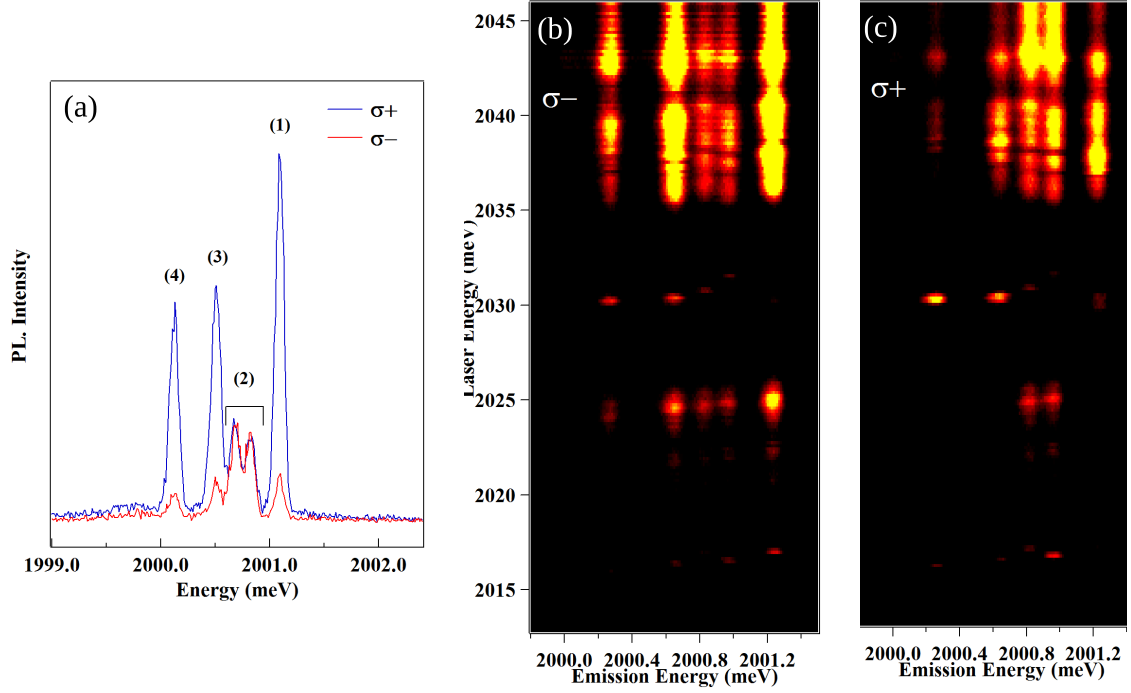 (a)
σ+
σ−
(1)
(2)
(3)
(4)
PL. Intensity
1999.0 2000.0 2001.0 2002.0
Energy (meV)
(b)
σ−
2045
2040
2035
2030
2025
2020
2015
Laser Energy (meV)
2000.0 2000.4 2000.8 2001.2
Emission Energy (meV)
(c)
σ+
2000.0 2000.4 2000.8 2001.2
Emission Energy (meV)